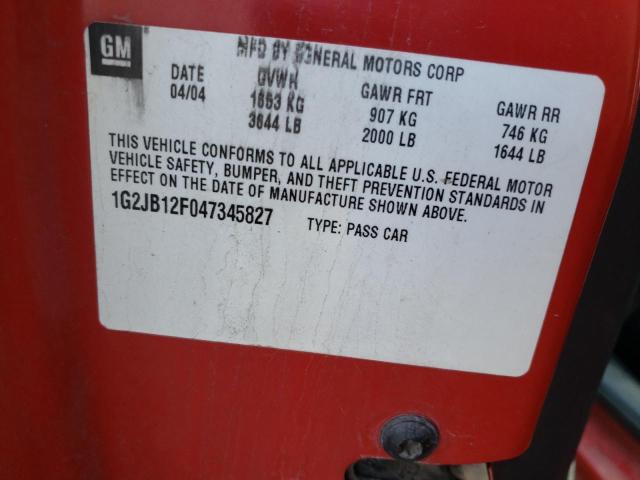 GM
MFD BY GENERAL MOTORS CORP
DATE GVWR GAWR FRT GAWR RR
04/04 1653 KG 907 KG 746 KG
3644 LB 2000 LB 1644 LB
THIS VEHICLE CONFORMS TO ALL APPLICABLE U.S. FEDERAL MOTOR
VEHICLE SAFETY, BUMPER, AND THEFT PREVENTION STANDARDS IN
EFFECT ON THE DATE OF MANUFACTURE SHOWN ABOVE.
1G2JB12F047345827 TYPE: PASS CAR